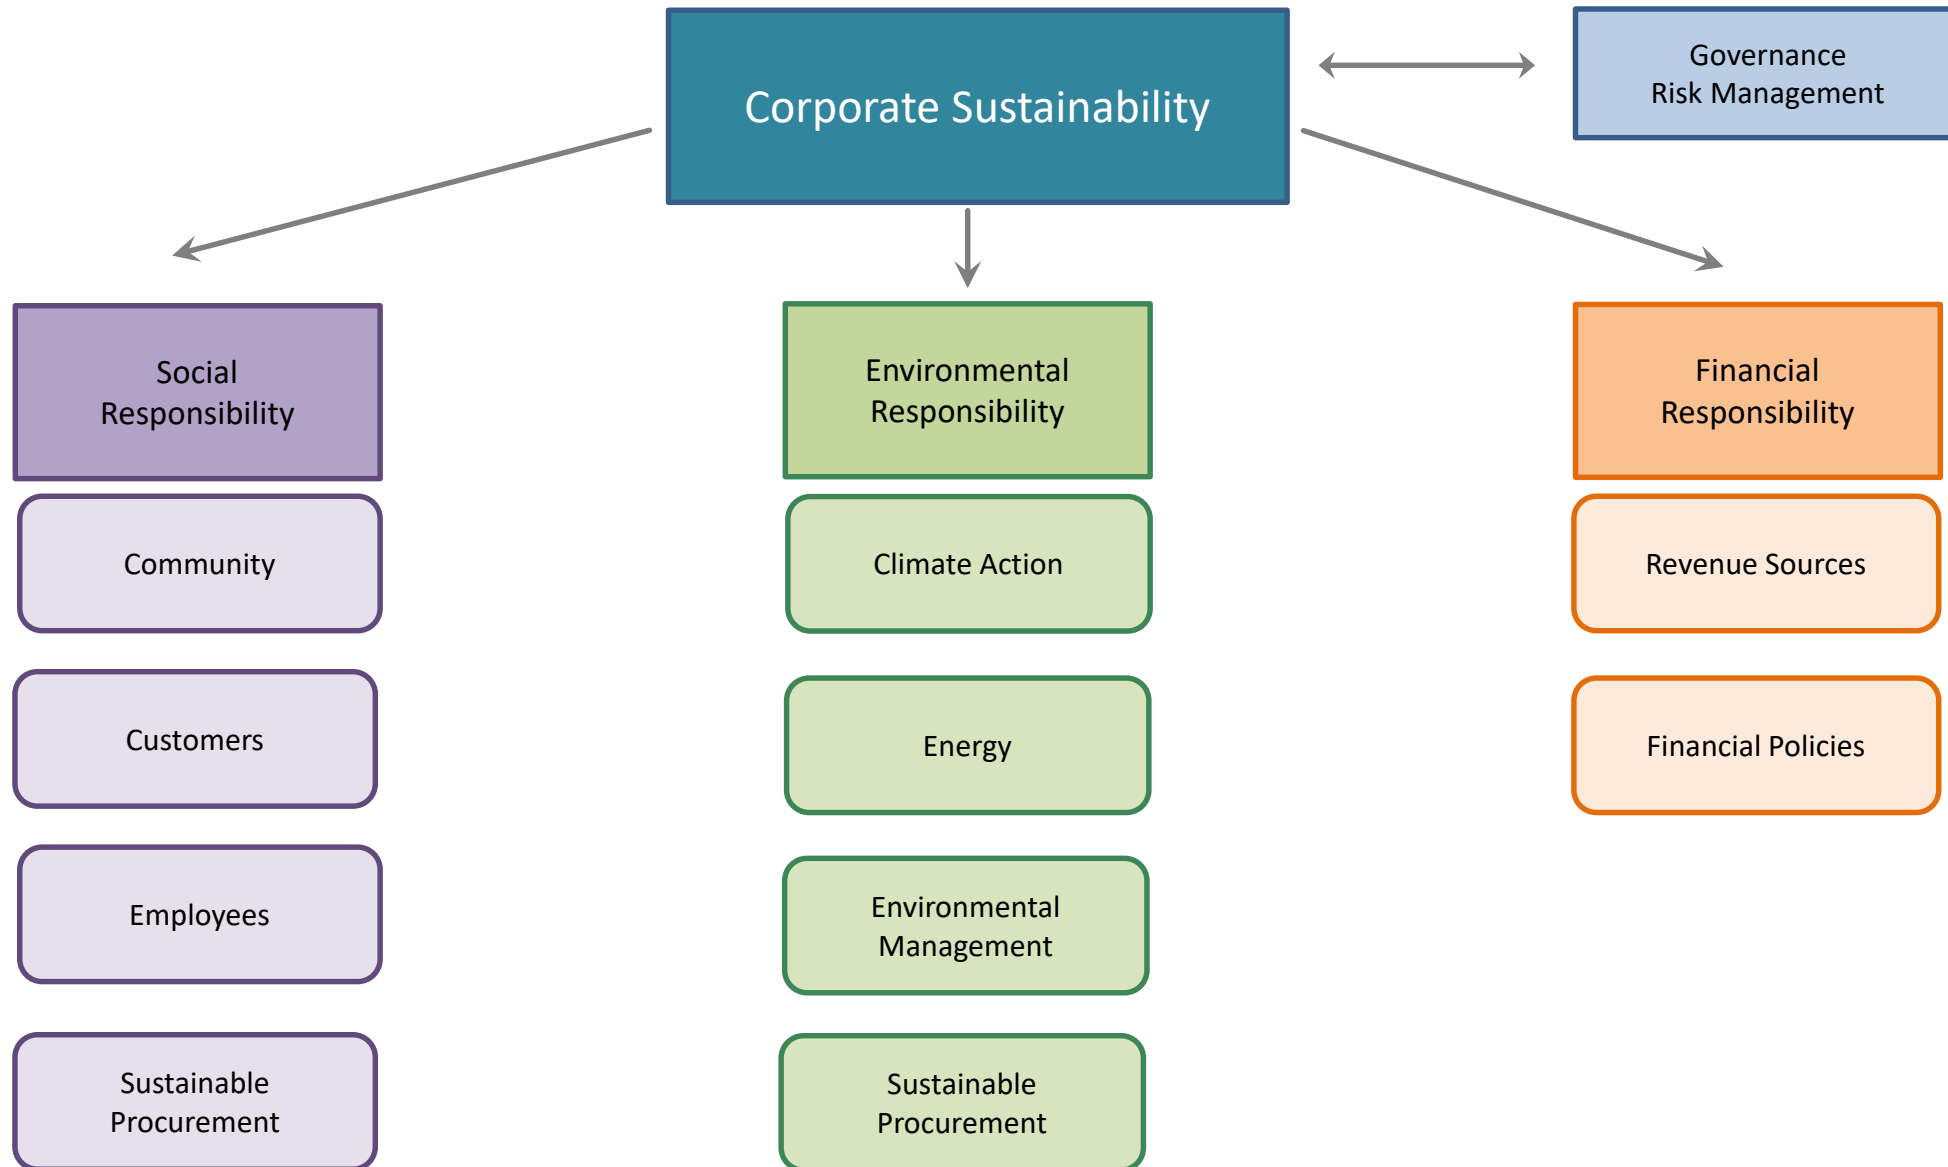 Corporate Sustainability
Governance
Risk Management
Social
Responsibility
Community
Customers
Employees
Sustainable
Procurement
Environmental
Responsibility
Climate Action
Energy
Environmental
Management
Sustainable
Procurement
Financial
Responsibility
Revenue Sources
Financial Policies